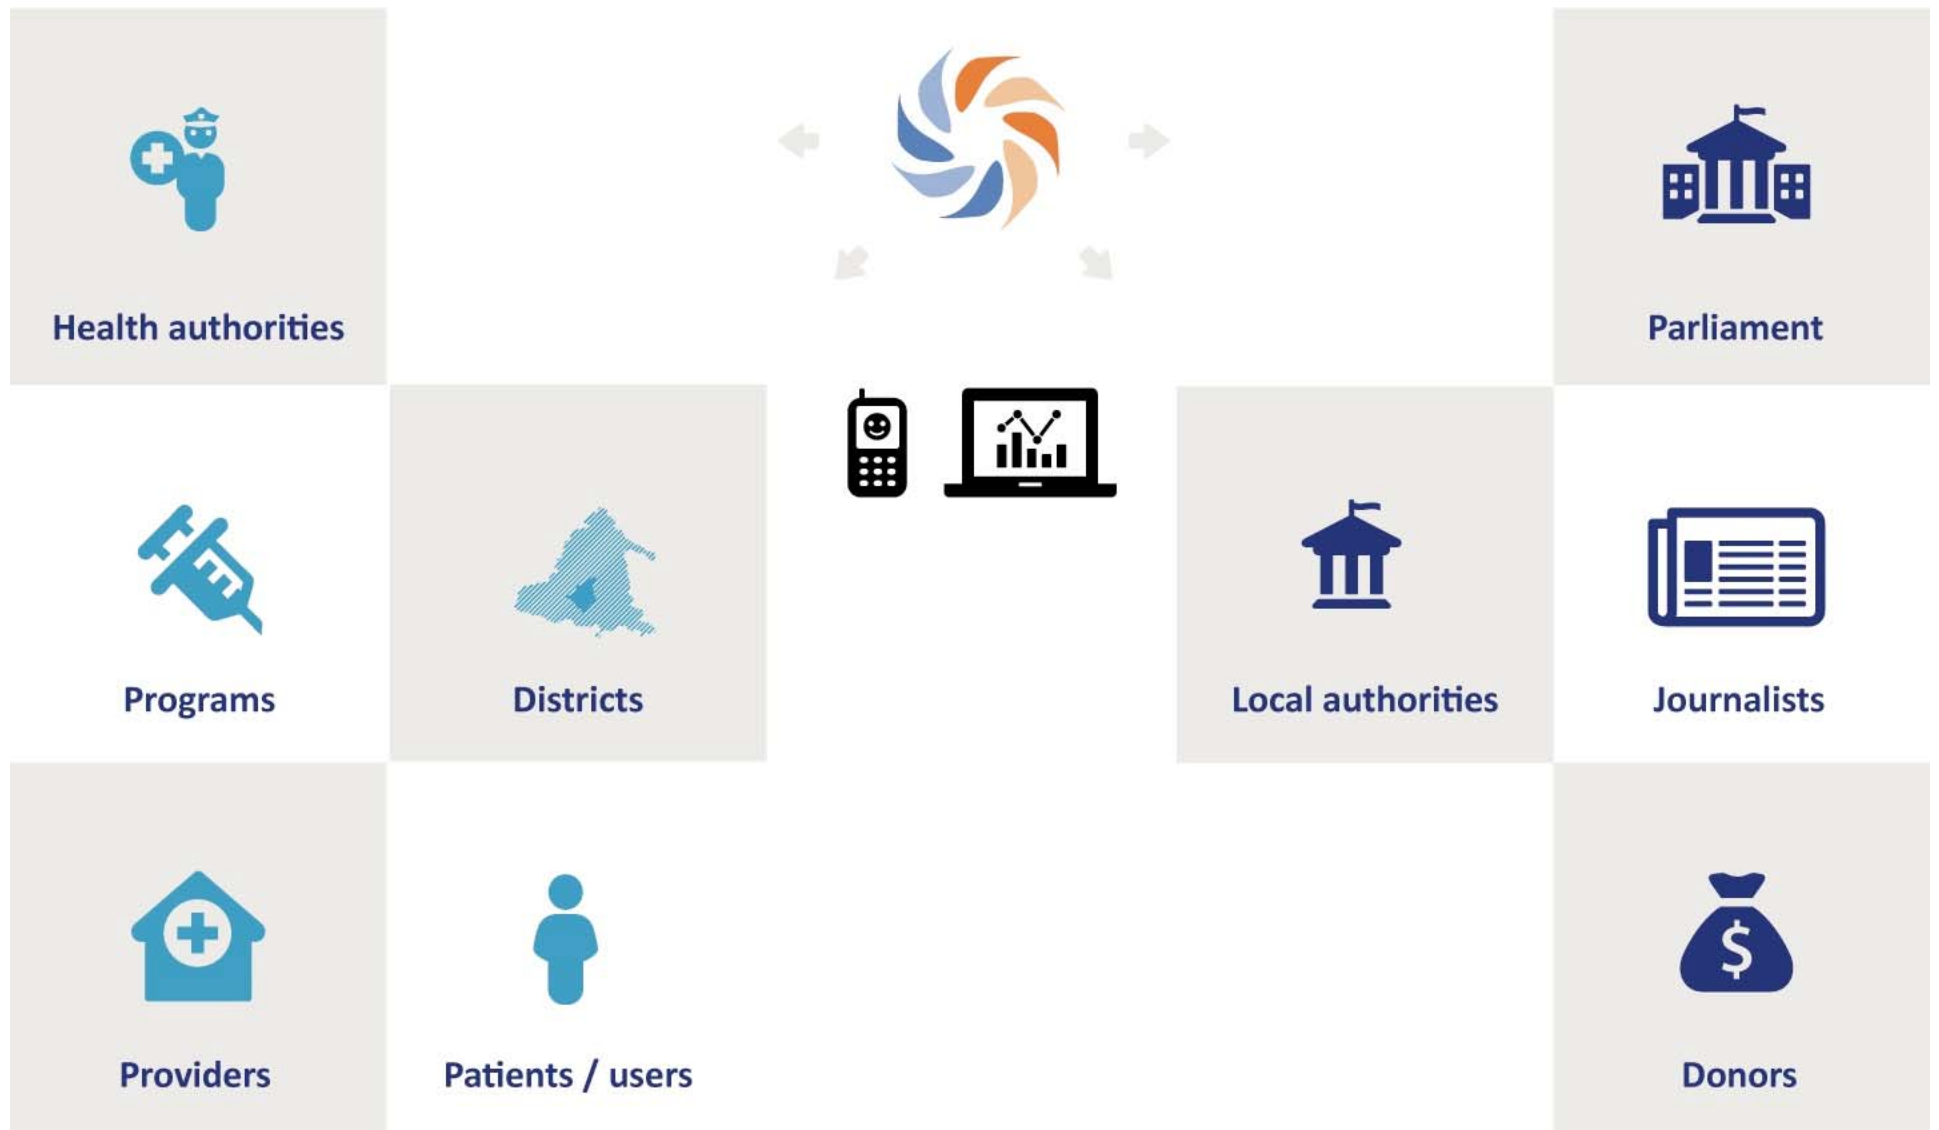 Health authorities
Parliament
Programs
Districts
Local authorities
Journalists
Providers
Patients / users
$
Donors